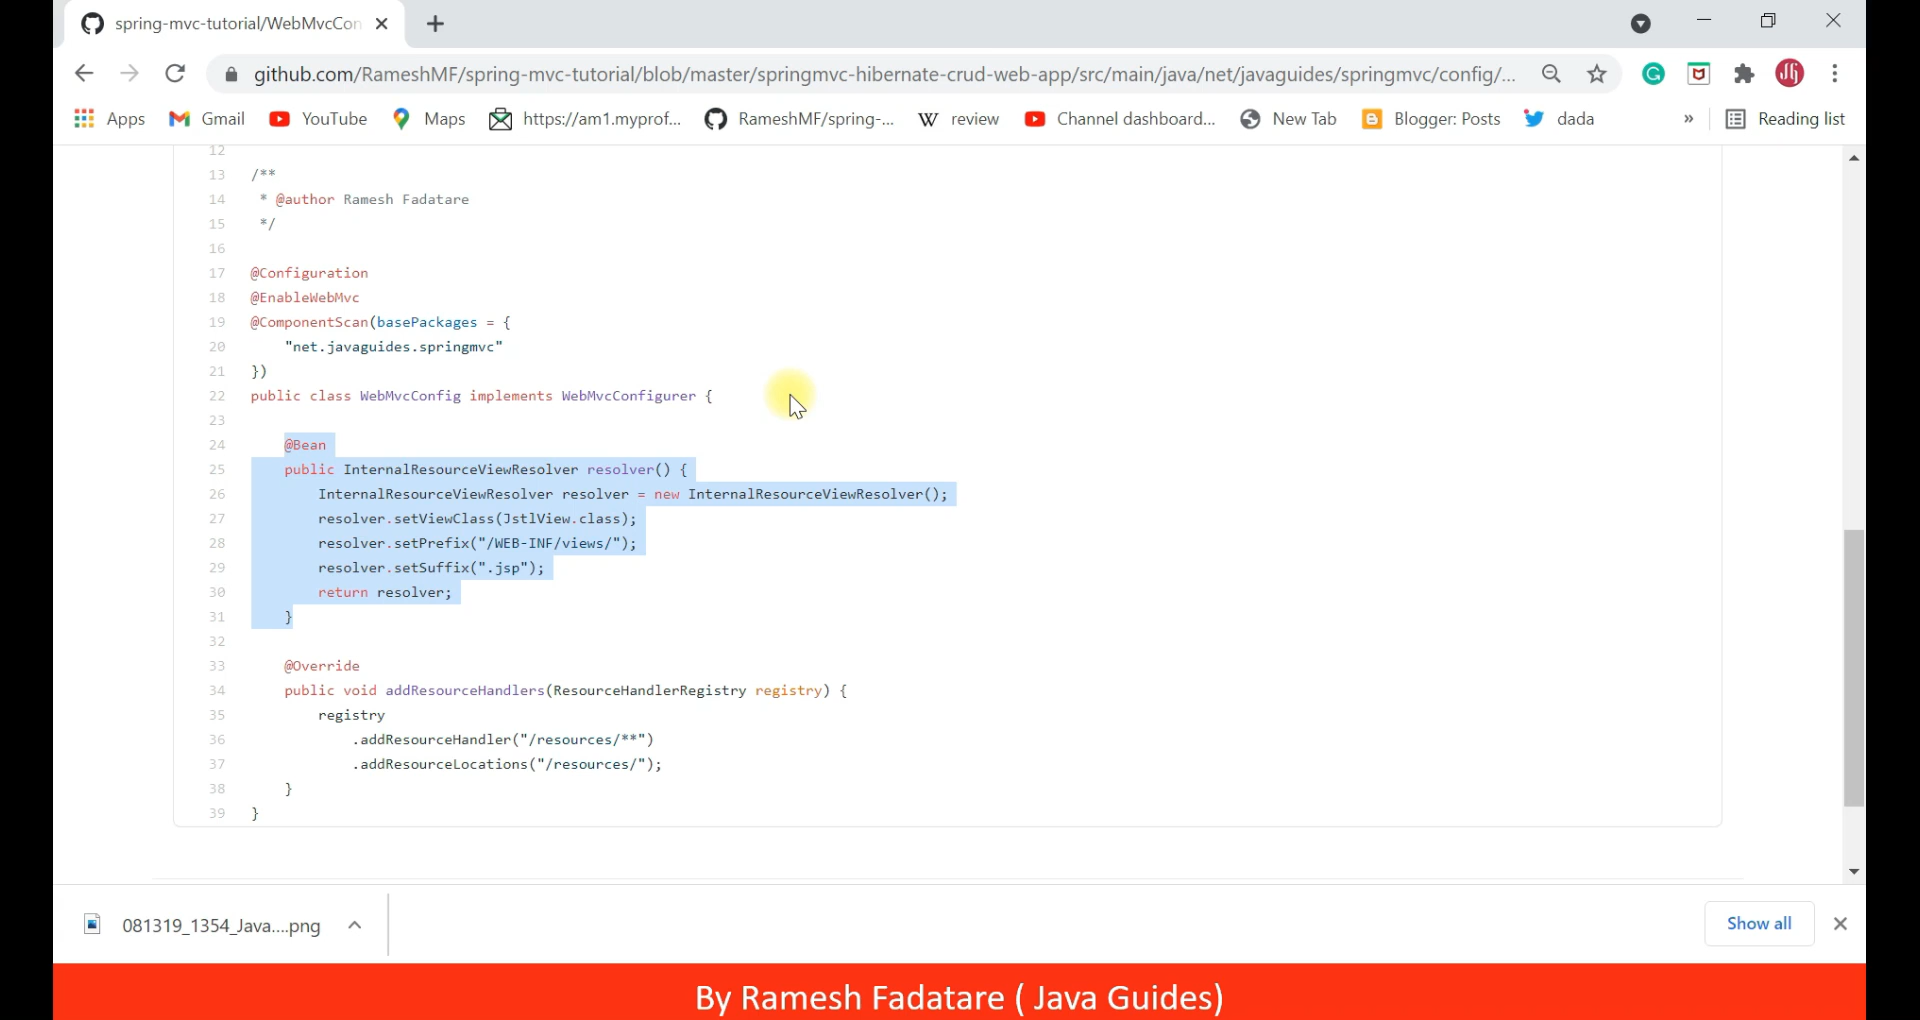 spring-mvc-tutorial/WebMvcCon
github.com/RameshMF/spring-mvc-tutorial/blob/master/springmvc-hibernate-crud-web-app/src/main/java/net/javaguides/springmvc/config/...
Apps Gmail YouTube Maps https://am1.myprof... RameshMF/spring-... review Channel dashboard... New Tab Blogger: Posts dada » Reading list
12
13 /**
14 * @author Ramesh Fadatare
15 */
16
17 @Configuration
18 @EnableWebMvc
19 @ComponentScan(basePackages = {
20 "net.javaguides.springmvc"
21 })
22 public class WebMvcConfig implements WebMvcConfigurer {
23
24 @Bean
25 public InternalResourceViewResolver resolver() {
26 InternalResourceViewResolver resolver = new InternalResourceViewResolver();
27 resolver.setViewClass(JstlView.class);
28 resolver.setPrefix("/WEB-INF/views/");
29 resolver.setSuffix(".jsp");
30 return resolver;
31 }
32
33 @Override
34 public void addResourceHandlers(ResourceHandlerRegistry registry) {
35 registry
36 .addResourceHandler("/resources/**")
37 .addResourceLocations("/resources/");
38 }
39 }
081319_1354_Java....png
Show all
By Ramesh Fadatare ( Java Guides)